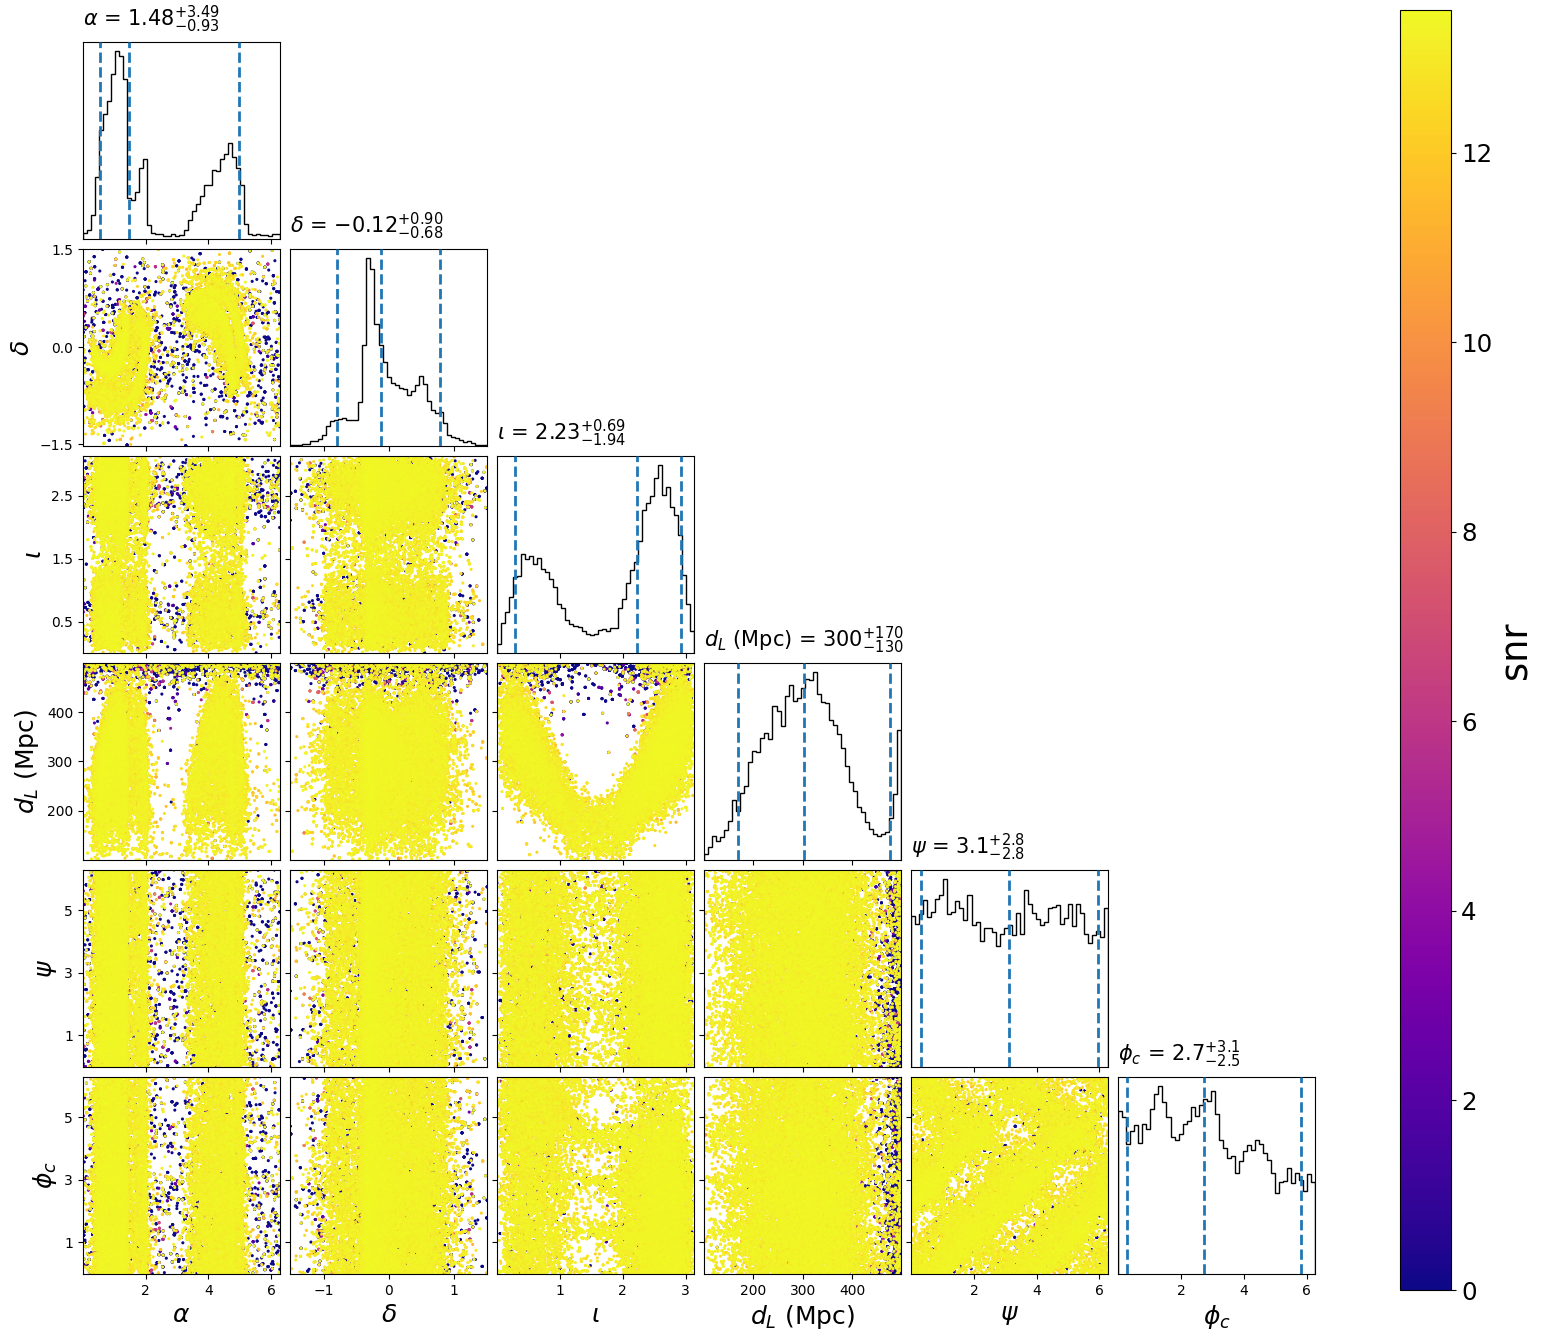 α = 1.48+3.49−0.93
δ = −0.12+0.90−0.68
ι = 2.23+0.69−1.94
d_L (Mpc) = 300+170−130
ψ = 3.1+2.8−2.8
ϕ_c = 2.7+3.1−2.5
1.5
0.0
−1.5
δ
2.5
1.5
0.5
ι
400
300
200
d_L (Mpc)
5
3
1
ψ
5
3
1
ϕ_c
2 4 6
α
−1 0 1
δ
1 2 3
ι
200 300 400
d_L (Mpc)
2 4 6
ψ
2 4 6
ϕ_c
12
10
8
6
4
2
0
snr